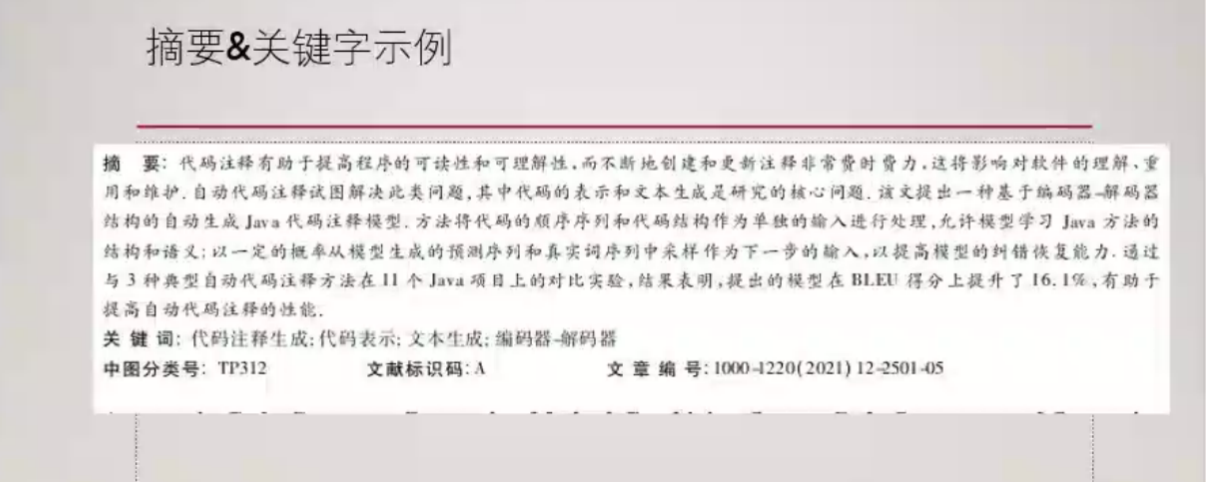 摘要&关键字示例
摘 要: 代码注释有助于提高程序的可读性和可理解性,而不断地创建和更新注释非常费时费力,这将影响对软件的理解、重
用和维护.自动代码注释试图解决此类问题,其中代码的表示和文本生成是研究的核心问题.该文提出一种基于编码器-解码器
结构的自动生成 Java 代码注释模型.方法将代码的顺序序列和代码结构作为单独的输入进行处理,允许模型学习 Java 方法的
结构和语义;以一定的概率从模型生成的预测序列和真实词序列中采样作为下一步的输入,以提高模型的纠错恢复能力.通过
与 3 种典型自动代码注释方法在 11 个 Java 项目上的对比实验,结果表明,提出的模型在 BLEU 得分上提升了 16.1%,有助于
提高自动代码注释的性能.
关 键 词: 代码注释生成;代码表示;文本生成;编码器-解码器
中图分类号: TP312 文献标识码: A 文 章 编 号: 1000-1220(2021)12-2501-05